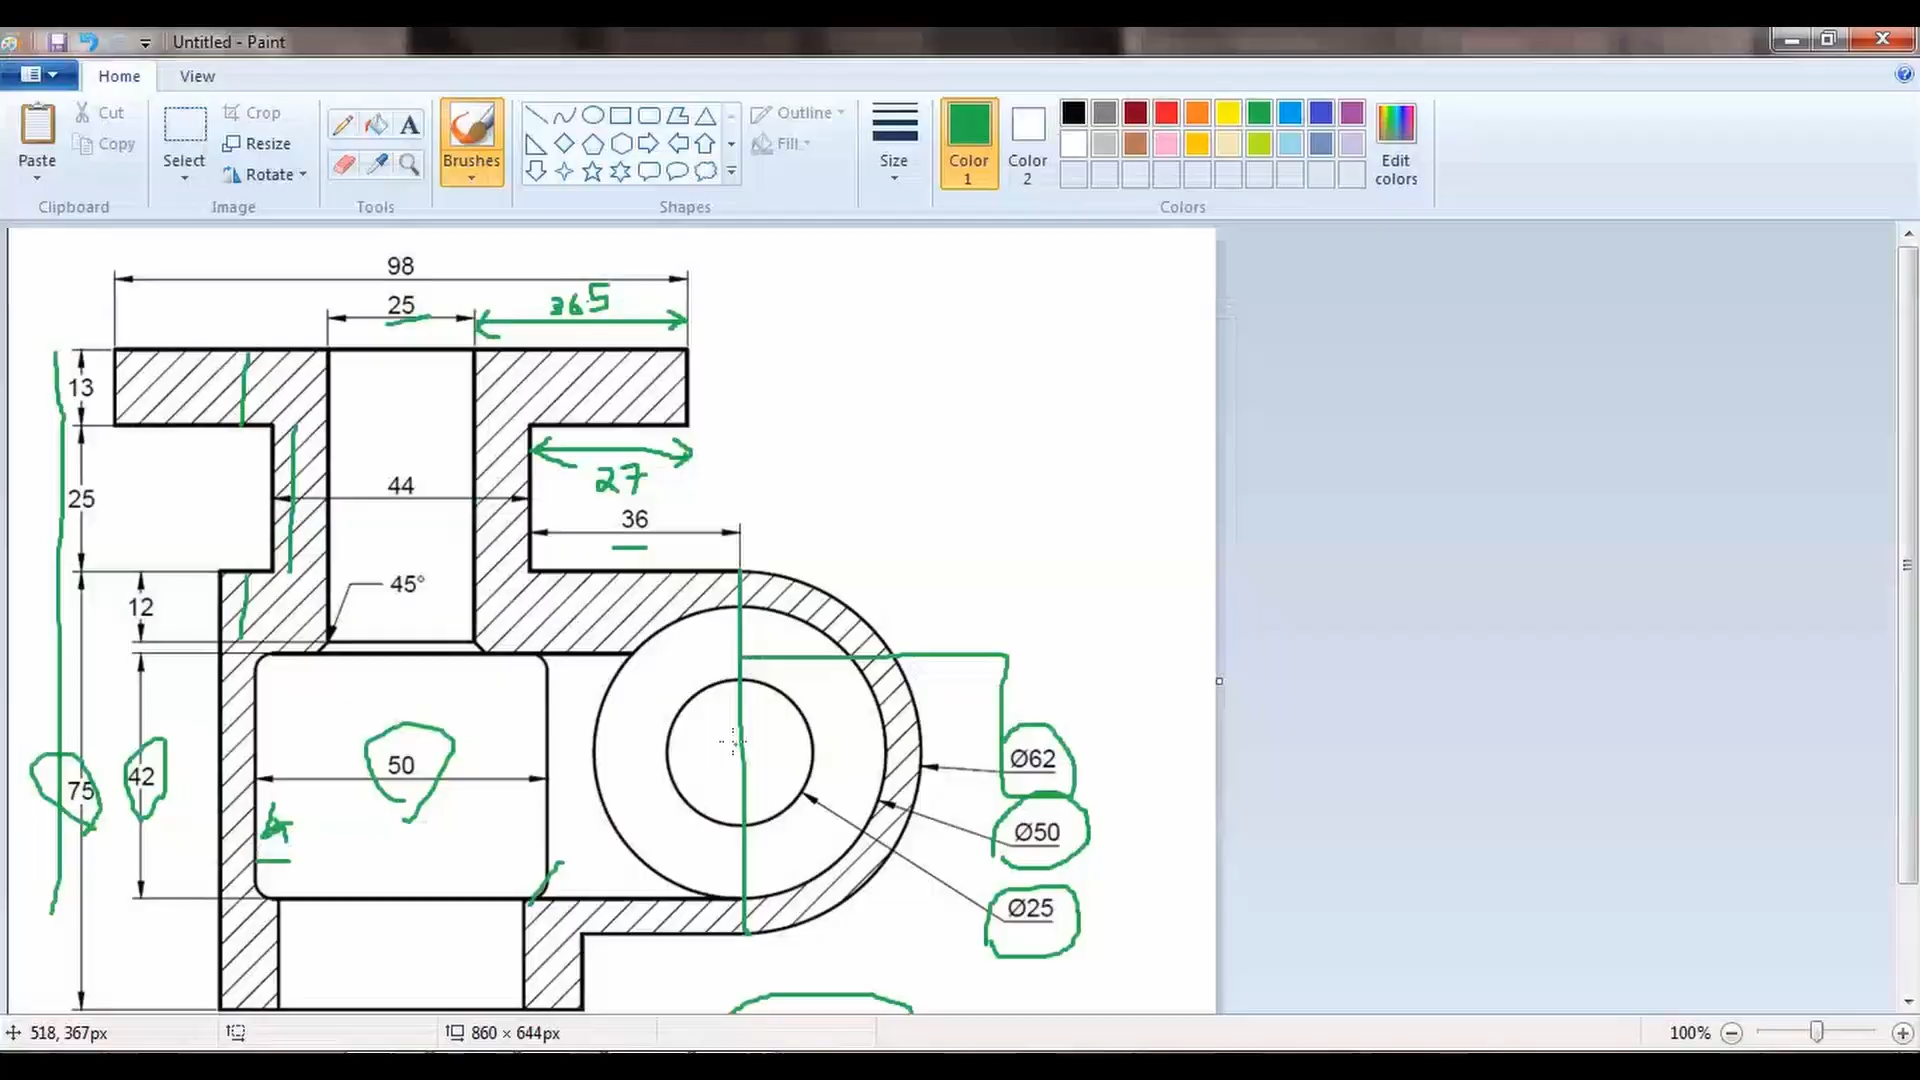 Untitled - Paint
Home View
Paste Cut Copy Select Crop Resize Rotate A Brushes Outline Fill Size Color 1 Color 2 Edit colors
Clipboard Image Tools Shapes Colors
98
25 365
13
27
25 44
36
45°
12
50 Ø62
75 42
4
Ø50
Ø25
518, 367px 860 × 644px 100%